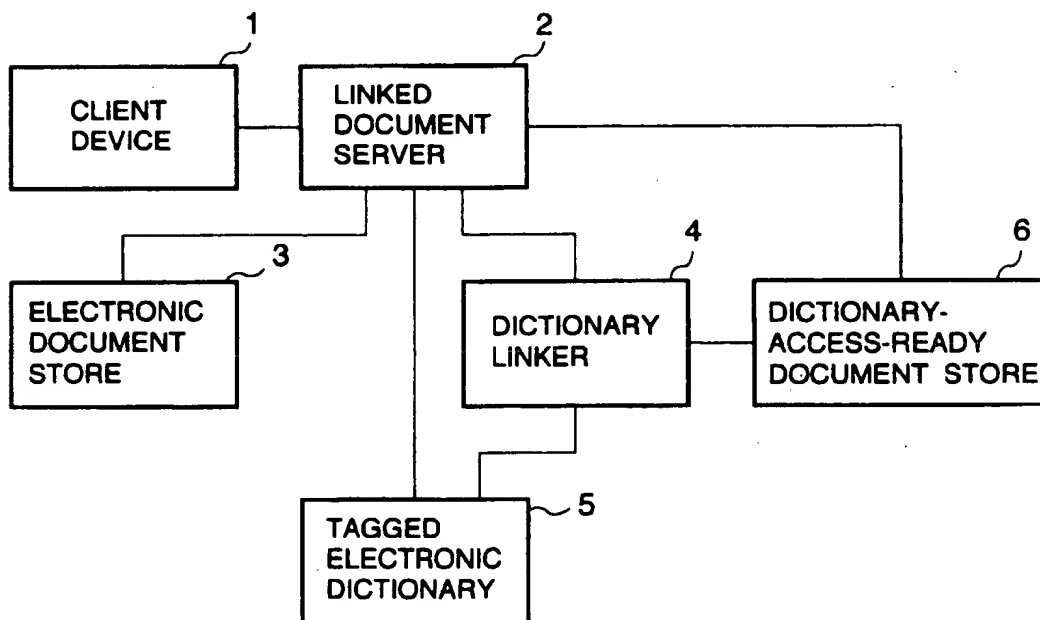 1
CLIENT
DEVICE
2
LINKED
DOCUMENT
SERVER
3
ELECTRONIC
DOCUMENT
STORE
4
DICTIONARY
LINKER
6
DICTIONARY-
ACCESS-READY
DOCUMENT STORE
5
TAGGED
ELECTRONIC
DICTIONARY